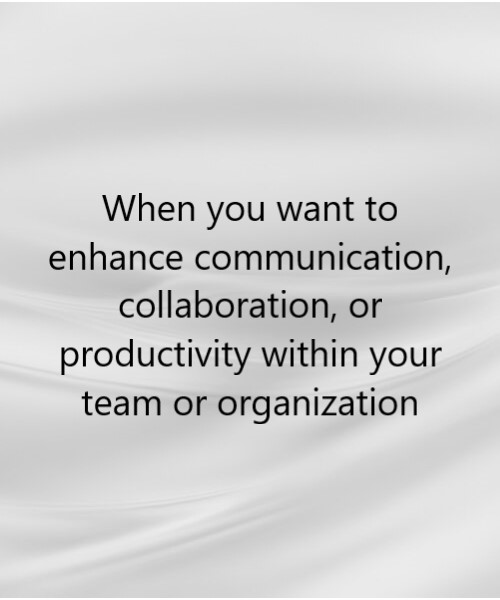 When you want to
enhance communication,
collaboration, or
productivity within your
team or organization